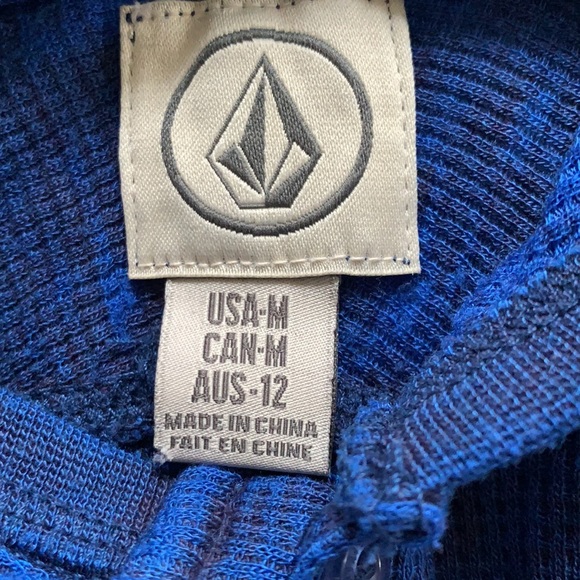 USA-M
CAN-M
AUS-12
MADE IN CHINA
FAIT EN CHINE